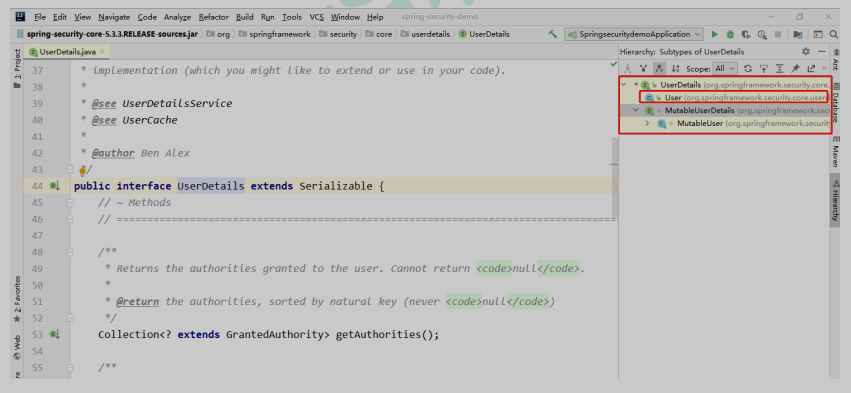 File Edit View Navigate Code Analyze Refactor Build Run Tools VCS Window Help spring-security-demo
spring-security-core-5.3.3.RELEASE-sources.jar org springframework security core userdetails UserDetails SpringsecuritydemoApplication
UserDetails.java
Hierarchy: Subtypes of UserDetails
Scope: All
1: Project
2: Favorites
Web
Ant
Database
Maven
Hierarchy
UserDetails (org.springframework.security.core.
User (org.springframework.security.core.user
MutableUserDetails (org.springframework.sec
MutableUser (org.springframework.security
37 * implementation (which you might like to extend or use in your code).
38 *
39 * @see UserDetailsService
40 * @see UserCache
41 *
42 * @author Ben Alex
43 */
44 public interface UserDetails extends Serializable {
45 // ~ Methods
46 // ========================================================================================
47
48 /**
49 * Returns the authorities granted to the user. Cannot return <code>null</code>.
50 *
51 * @return the authorities, sorted by natural key (never <code>null</code>)
52 */
53 Collection<? extends GrantedAuthority> getAuthorities();
54
55 /**